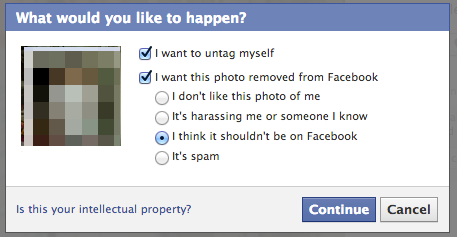 What would you like to happen?
I want to untag myself
I want this photo removed from Facebook
I don't like this photo of me
It's harassing me or someone I know
I think it shouldn't be on Facebook
It's spam
Is this your intellectual property?
Continue
Cancel